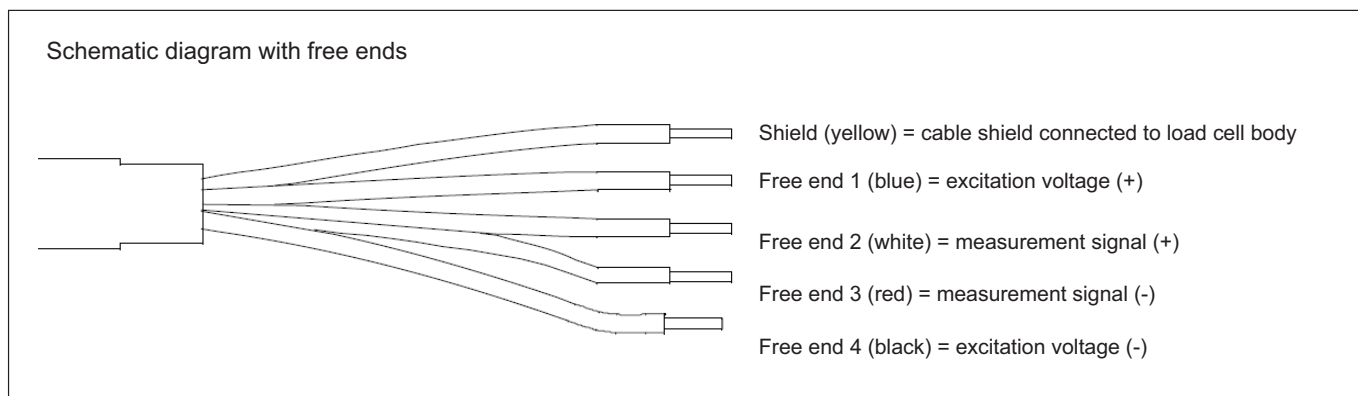 Schematic diagram with free ends
Shield (yellow) = cable shield connected to load cell body
Free end 1 (blue) = excitation voltage (+)
Free end 2 (white) = measurement signal (+)
Free end 3 (red) = measurement signal (-)
Free end 4 (black) = excitation voltage (-)